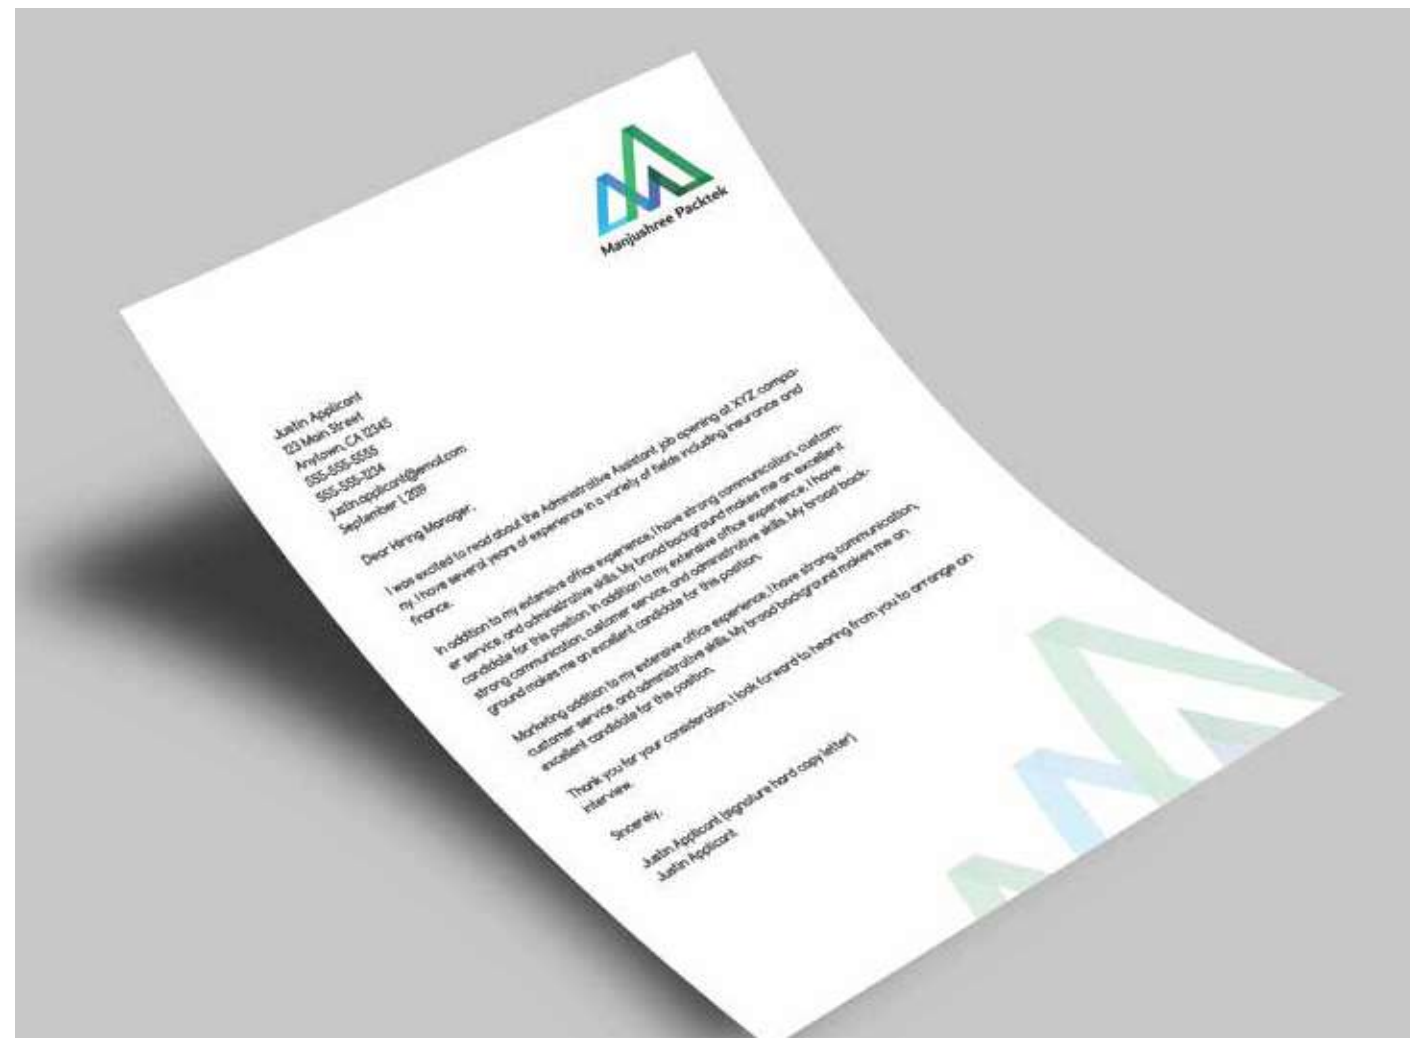 Manjushree Packtek
Justin Applicant
123 Main Street
Anytown, CA 12345
555-555-5555
555-555-1234
justin.applicant@email.com
September 1, 2019
Dear Hiring Manager,
I was excited to read about the Administrative Assistant job opening at XYZ compa-
ny. I have several years of experience in a variety of fields including insurance and
finance.
In addition to my extensive office experience, I have strong communication, custom-
er service, and administrative skills. My broad background makes me an excellent
candidate for this position. In addition to my extensive office experience, I have
strong communication, customer service, and administrative skills. My broad back-
ground makes me an excellent candidate for this position.
Marketing addition to my extensive office experience, I have strong communication,
customer service, and administrative skills. My broad background makes me an
excellent candidate for this position.
Thank you for your consideration. I look forward to hearing from you to arrange an
interview.
Sincerely,
Justin Applicant (signature hard copy letter)
Justin Applicant